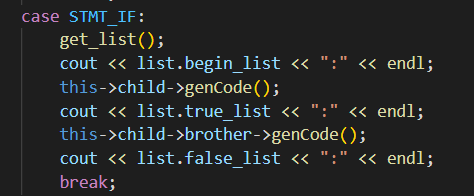 case STMT_IF:
get_list();
cout << list.begin_list << ":" << endl;
this->child->genCode();
cout << list.true_list << ":" << endl;
this->child->brother->genCode();
cout << list.false_list << ":" << endl;
break;